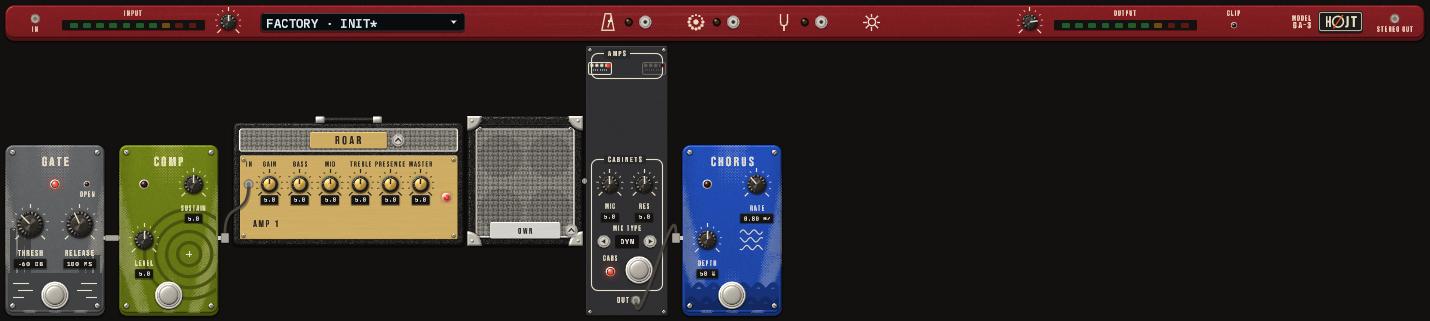 INPUT
IN
FACTORY · INIT*
OUTPUT
CLIP
MODEL
GA-3
HØJT
STEREO OUT
AMPS
GATE
OPEN
THRESH
RELEASE
-60 DB
100 MS
COMP
SUSTAIN
5.0
LEVEL
5.0
ROAR
IN GAIN BASS MID TREBLE PRESENCE MASTER
5.0 5.0 5.0 5.0 5.0 5.0
AMP 1
OWR
CABINETS
MIC RES
5.0 5.0
MIC TYPE
DYN
CABS
OUT
CHORUS
RATE
0.80 HZ
DEPTH
50 %